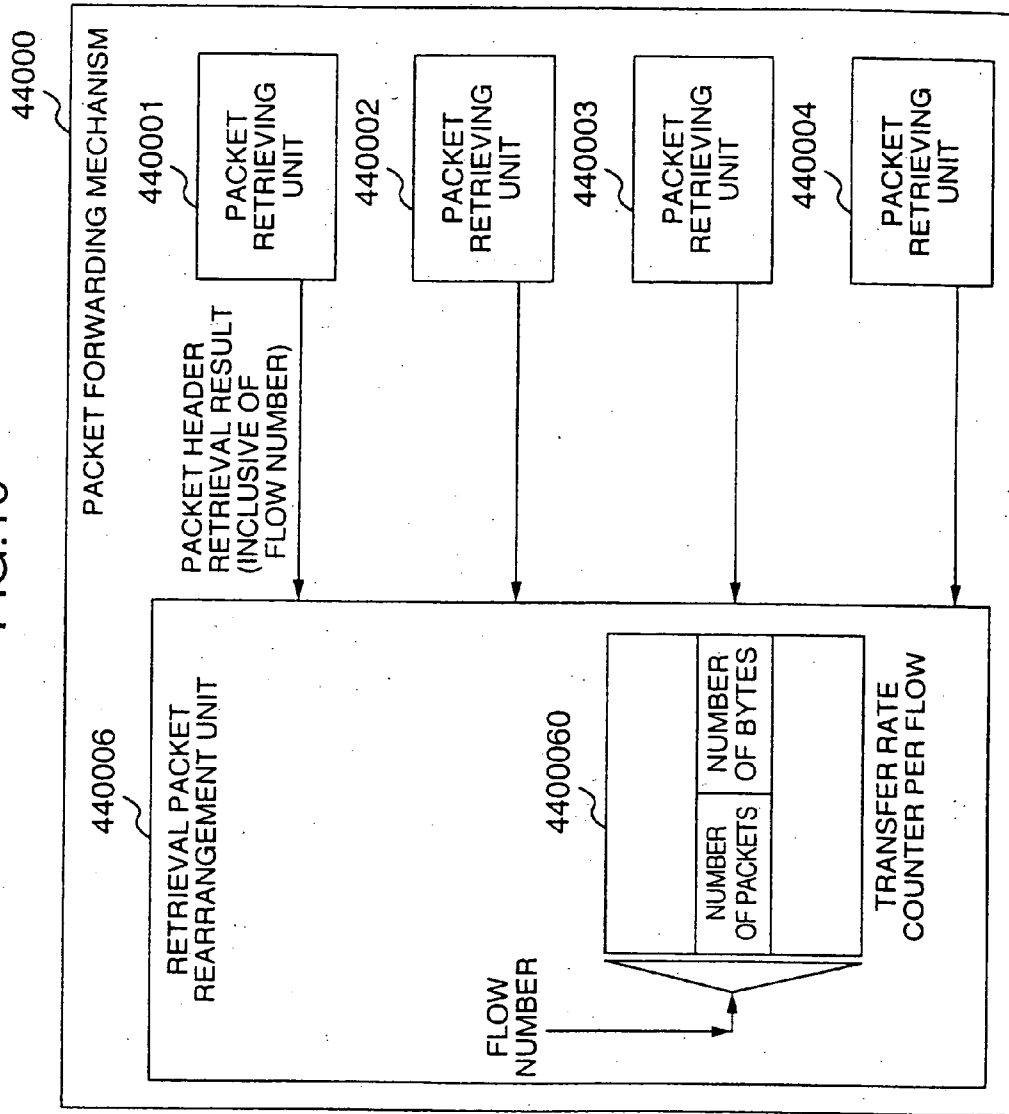 44000
PACKET FORWARDING MECHANISM
440006
RETRIEVAL PACKET
REARRANGEMENT UNIT
PACKET HEADER
RETRIEVAL RESULT
(INCLUSIVE OF
FLOW NUMBER)
440001
PACKET
RETRIEVING
UNIT
440002
PACKET
RETRIEVING
UNIT
440003
PACKET
RETRIEVING
UNIT
440004
PACKET
RETRIEVING
UNIT
FLOW
NUMBER
4400060
NUMBER
OF PACKETS
NUMBER
OF BYTES
TRANSFER RATE
COUNTER PER FLOW